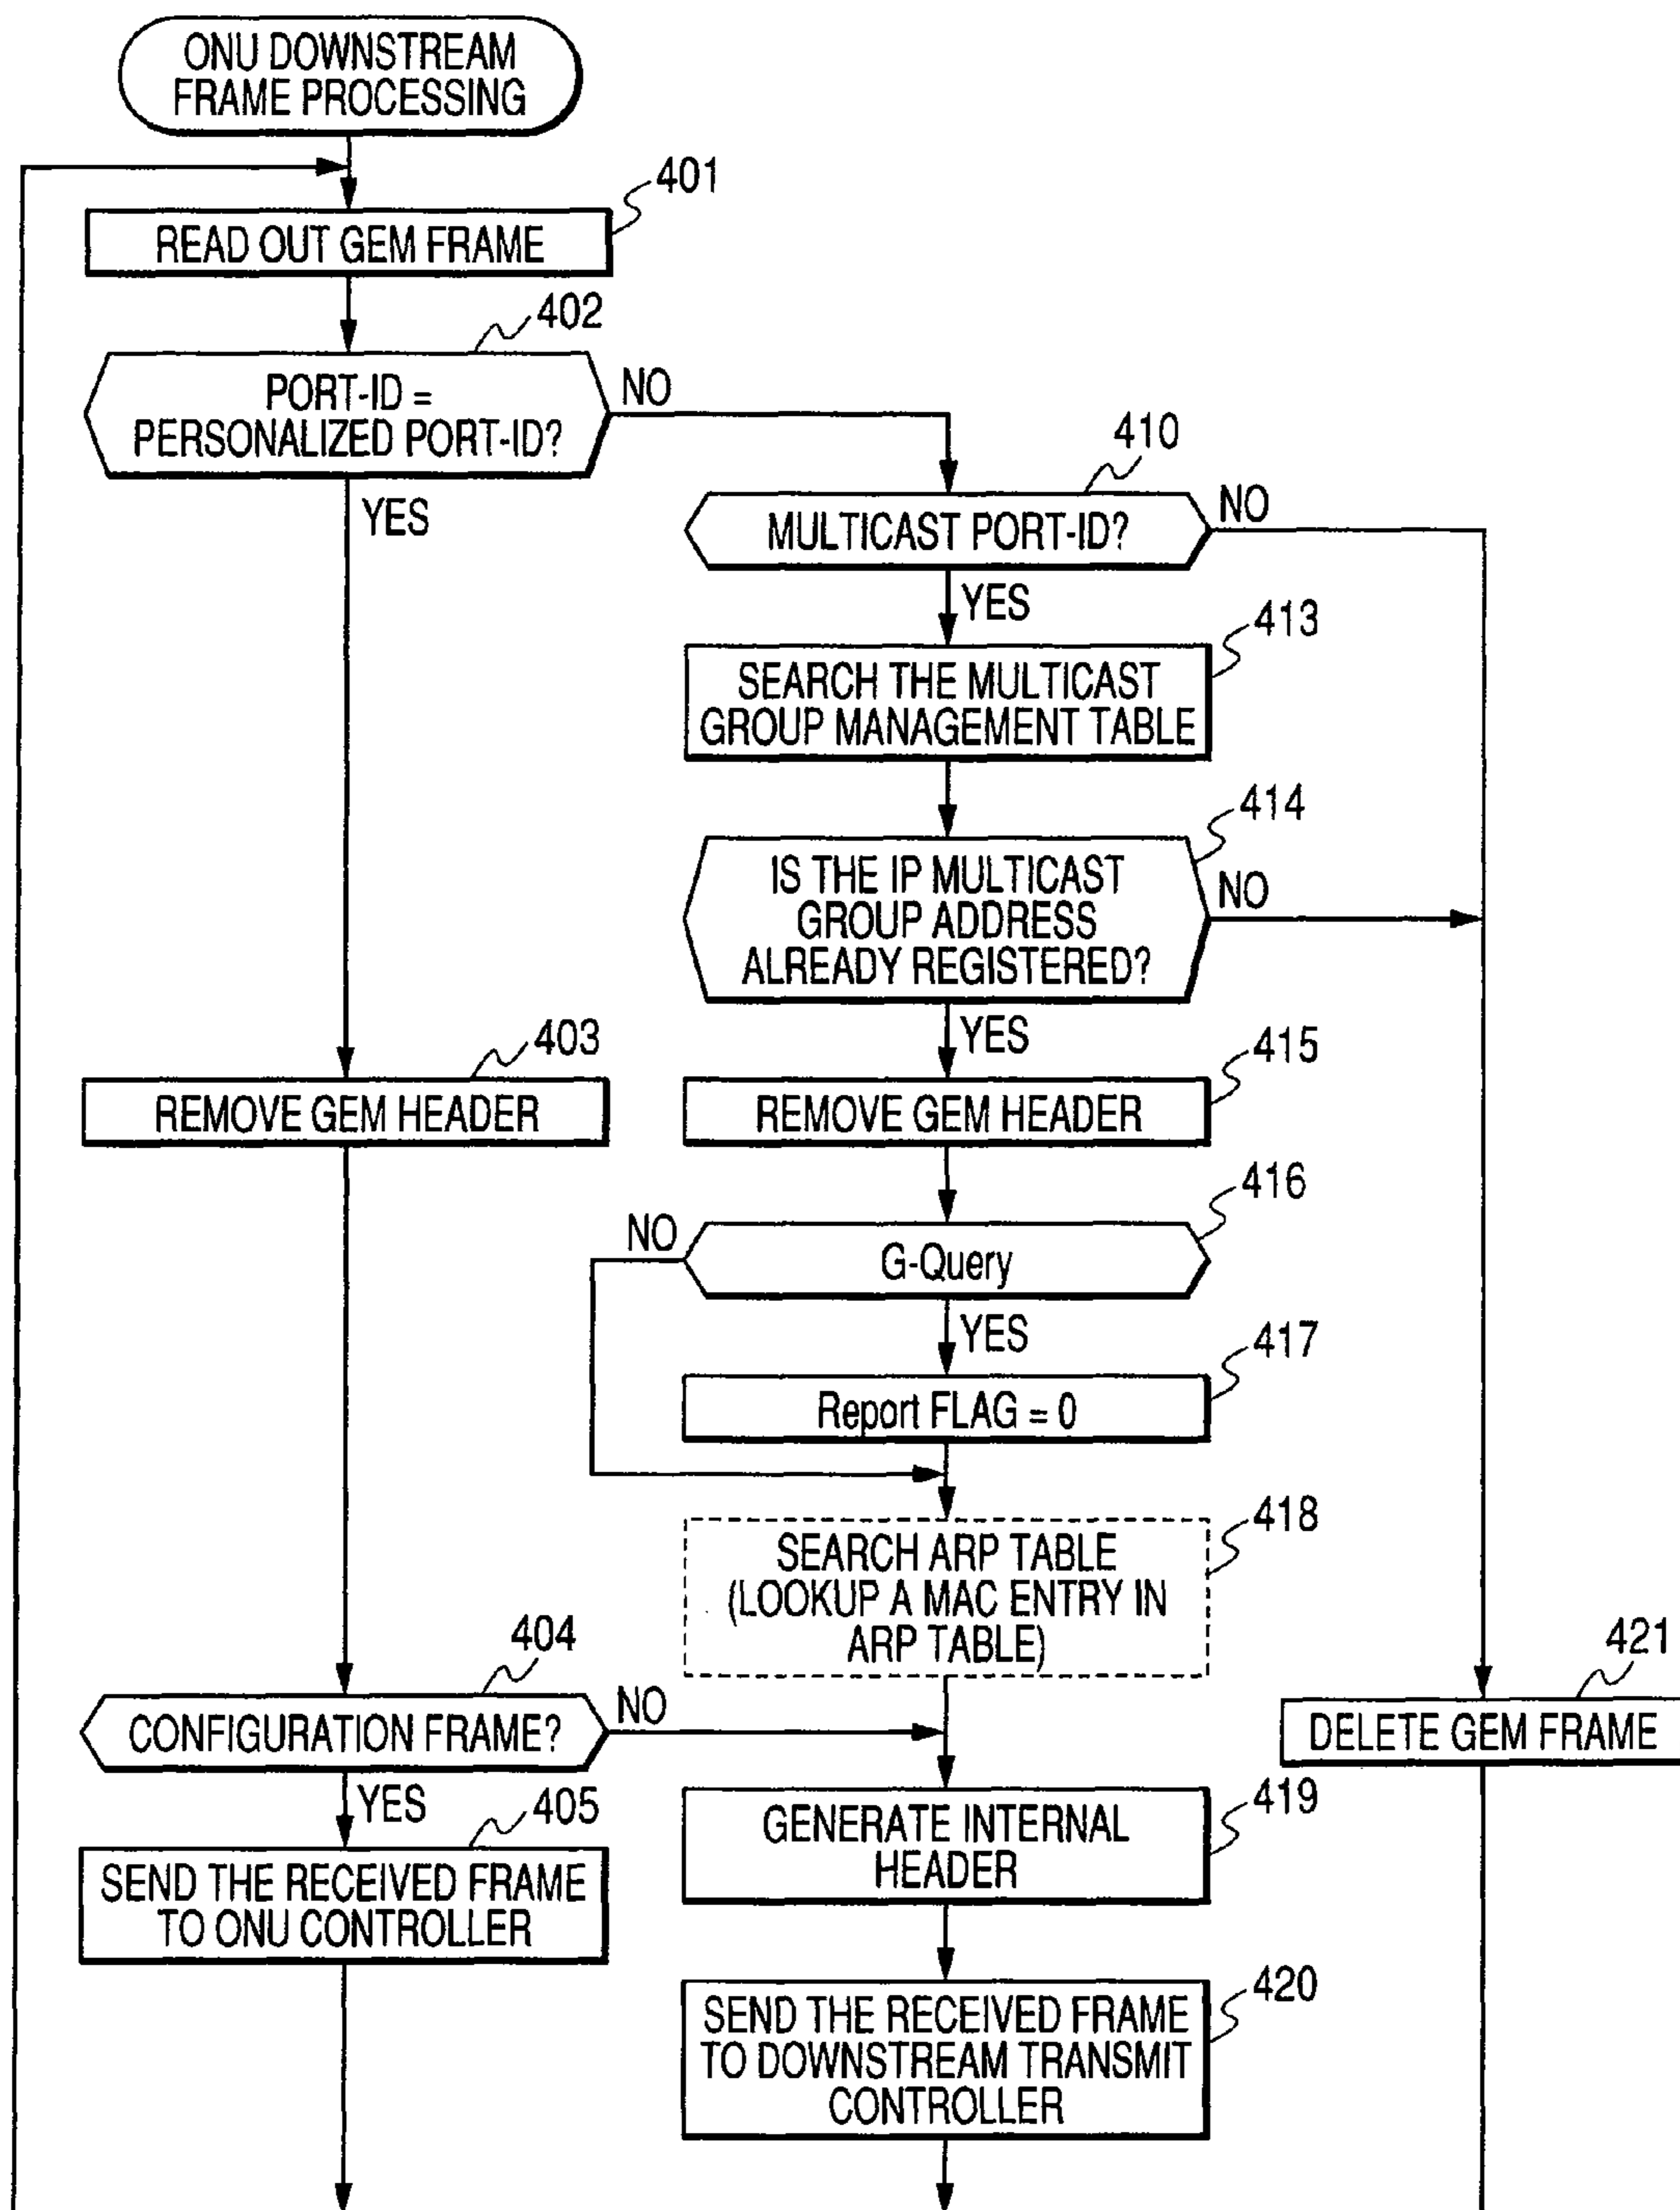 ONU DOWNSTREAM
FRAME PROCESSING
401
READ OUT GEM FRAME
402
PORT-ID =
PERSONALIZED PORT-ID?
NO
YES
410
MULTICAST PORT-ID?
NO
YES
413
SEARCH THE MULTICAST
GROUP MANAGEMENT TABLE
414
IS THE IP MULTICAST
GROUP ADDRESS
ALREADY REGISTERED?
NO
YES
403
REMOVE GEM HEADER
415
REMOVE GEM HEADER
416
NO
G-Query
YES
417
Report FLAG = 0
418
SEARCH ARP TABLE
(LOOKUP A MAC ENTRY IN
ARP TABLE)
404
CONFIGURATION FRAME?
NO
YES
421
DELETE GEM FRAME
405
SEND THE RECEIVED FRAME
TO ONU CONTROLLER
419
GENERATE INTERNAL
HEADER
420
SEND THE RECEIVED FRAME
TO DOWNSTREAM TRANSMIT
CONTROLLER